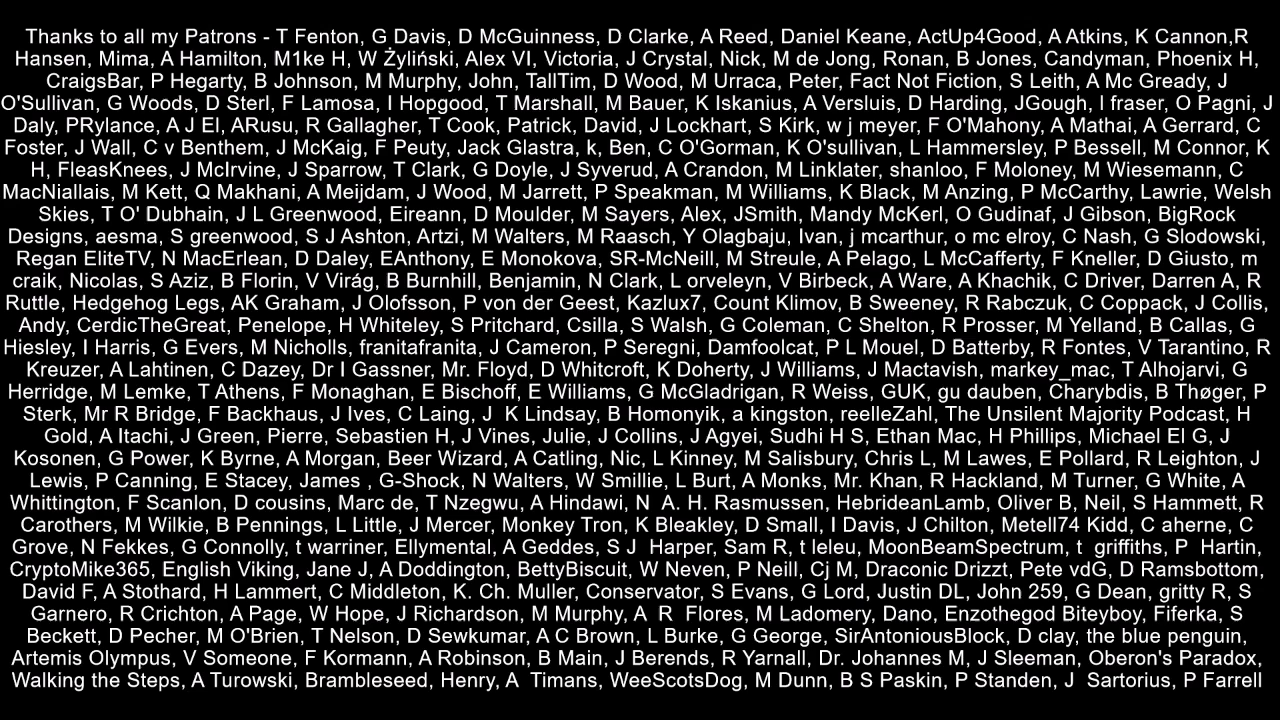 Thanks to all my Patrons - T Fenton, G Davis, D McGuinness, D Clarke, A Reed, Daniel Keane, ActUp4Good, A Atkins, K Cannon,R
Hansen, Mima, A Hamilton, M1ke H, W Żyliński, Alex VI, Victoria, J Crystal, Nick, M de Jong, Ronan, B Jones, Candyman, Phoenix H,
CraigsBar, P Hegarty, B Johnson, M Murphy, John, TallTim, D Wood, M Urraca, Peter, Fact Not Fiction, S Leith, A Mc Gready, J
O'Sullivan, G Woods, D Sterl, F Lamosa, I Hopgood, T Marshall, M Bauer, K Iskanius, A Versluis, D Harding, JGough, I fraser, O Pagni, J
Daly, PRylance, A J El, ARusu, R Gallagher, T Cook, Patrick, David, J Lockhart, S Kirk, w j meyer, F O'Mahony, A Mathai, A Gerrard, C
Foster, J Wall, C v Benthem, J McKaig, F Peuty, Jack Glastra, k, Ben, C O'Gorman, K O'sullivan, L Hammersley, P Bessell, M Connor, K
H, FleasKnees, J McIrvine, J Sparrow, T Clark, G Doyle, J Syverud, A Crandon, M Linklater, shanloo, F Moloney, M Wiesemann, C
MacNiallais, M Kett, Q Makhani, A Meijdam, J Wood, M Jarrett, P Speakman, M Williams, K Black, M Anzing, P McCarthy, Lawrie, Welsh
Skies, T O' Dubhain, J L Greenwood, Eireann, D Moulder, M Sayers, Alex, JSmith, Mandy McKerl, O Gudinaf, J Gibson, BigRock
Designs, aesma, S greenwood, S J Ashton, Artzi, M Walters, M Raasch, Y Olagbaju, Ivan, j mcarthur, o mc elroy, C Nash, G Slodowski,
Regan EliteTV, N MacErlean, D Daley, EAnthony, E Monokova, SR-McNeill, M Streule, A Pelago, L McCafferty, F Kneller, D Giusto, m
craik, Nicolas, S Aziz, B Florin, V Virág, B Burnhill, Benjamin, N Clark, L orveleyn, V Birbeck, A Ware, A Khachik, C Driver, Darren A, R
Ruttle, Hedgehog Legs, AK Graham, J Olofsson, P von der Geest, Kazlux7, Count Klimov, B Sweeney, R Rabczuk, C Coppack, J Collis,
Andy, CerdicTheGreat, Penelope, H Whiteley, S Pritchard, Csilla, S Walsh, G Coleman, C Shelton, R Prosser, M Yelland, B Callas, G
Hiesley, I Harris, G Evers, M Nicholls, franitafranita, J Cameron, P Seregni, Damfoolcat, P L Mouel, D Batterby, R Fontes, V Tarantino, R
Kreuzer, A Lahtinen, C Dazey, Dr I Gassner, Mr. Floyd, D Whitcroft, K Doherty, J Williams, J Mactavish, markey_mac, T Alhojarvi, G
Herridge, M Lemke, T Athens, F Monaghan, E Bischoff, E Williams, G McGladrigan, R Weiss, GUK, gu dauben, Charybdis, B Thøger, P
Sterk, Mr R Bridge, F Backhaus, J Ives, C Laing, J  K Lindsay, B Homonyik, a kingston, reelleZahl, The Unsilent Majority Podcast, H
Gold, A Itachi, J Green, Pierre, Sebastien H, J Vines, Julie, J Collins, J Agyei, Sudhi H S, Ethan Mac, H Phillips, Michael El G, J
Kosonen, G Power, K Byrne, A Morgan, Beer Wizard, A Catling, Nic, L Kinney, M Salisbury, Chris L, M Lawes, E Pollard, R Leighton, J
Lewis, P Canning, E Stacey, James , G-Shock, N Walters, W Smillie, L Burt, A Monks, Mr. Khan, R Hackland, M Turner, G White, A
Whittington, F Scanlon, D cousins, Marc de, T Nzegwu, A Hindawi, N  A. H. Rasmussen, HebrideanLamb, Oliver B, Neil, S Hammett, R
Carothers, M Wilkie, B Pennings, L Little, J Mercer, Monkey Tron, K Bleakley, D Small, I Davis, J Chilton, Metell74 Kidd, C aherne, C
Grove, N Fekkes, G Connolly, t warriner, Ellymental, A Geddes, S J  Harper, Sam R, t leleu, MoonBeamSpectrum, t  griffiths, P  Hartin,
CryptoMike365, English Viking, Jane J, A Doddington, BettyBiscuit, W Neven, P Neill, Cj M, Draconic Drizzt, Pete vdG, D Ramsbottom,
David F, A Stothard, H Lammert, C Middleton, K. Ch. Muller, Conservator, S Evans, G Lord, Justin DL, John 259, G Dean, gritty R, S
Garnero, R Crichton, A Page, W Hope, J Richardson, M Murphy, A  R  Flores, M Ladomery, Dano, Enzothegod Biteyboy, Fiferka, S
Beckett, D Pecher, M O'Brien, T Nelson, D Sewkumar, A C Brown, L Burke, G George, SirAntoniousBlock, D clay, the blue penguin,
Artemis Olympus, V Someone, F Kormann, A Robinson, B Main, J Berends, R Yarnall, Dr. Johannes M, J Sleeman, Oberon's Paradox,
Walking the Steps, A Turowski, Brambleseed, Henry, A  Timans, WeeScotsDog, M Dunn, B S Paskin, P Standen, J  Sartorius, P Farrell